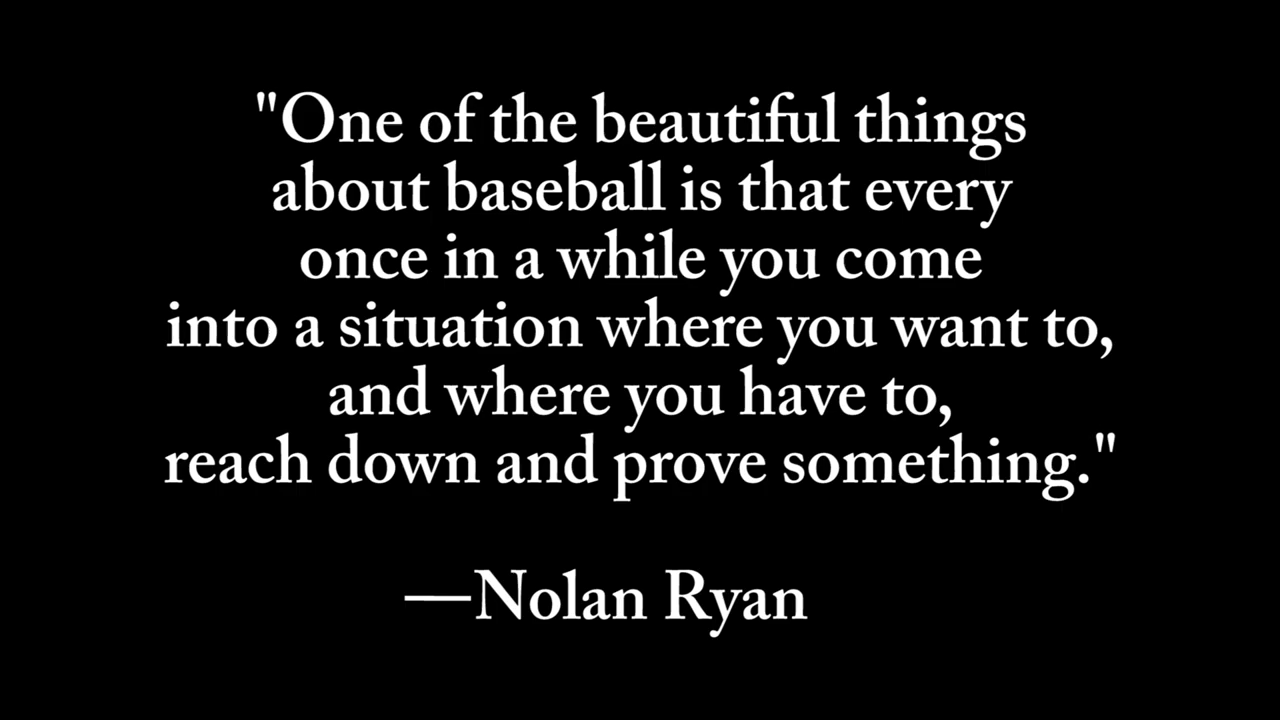 "One of the beautiful things
about baseball is that every
once in a while you come
into a situation where you want to,
and where you have to,
reach down and prove something."
—Nolan Ryan